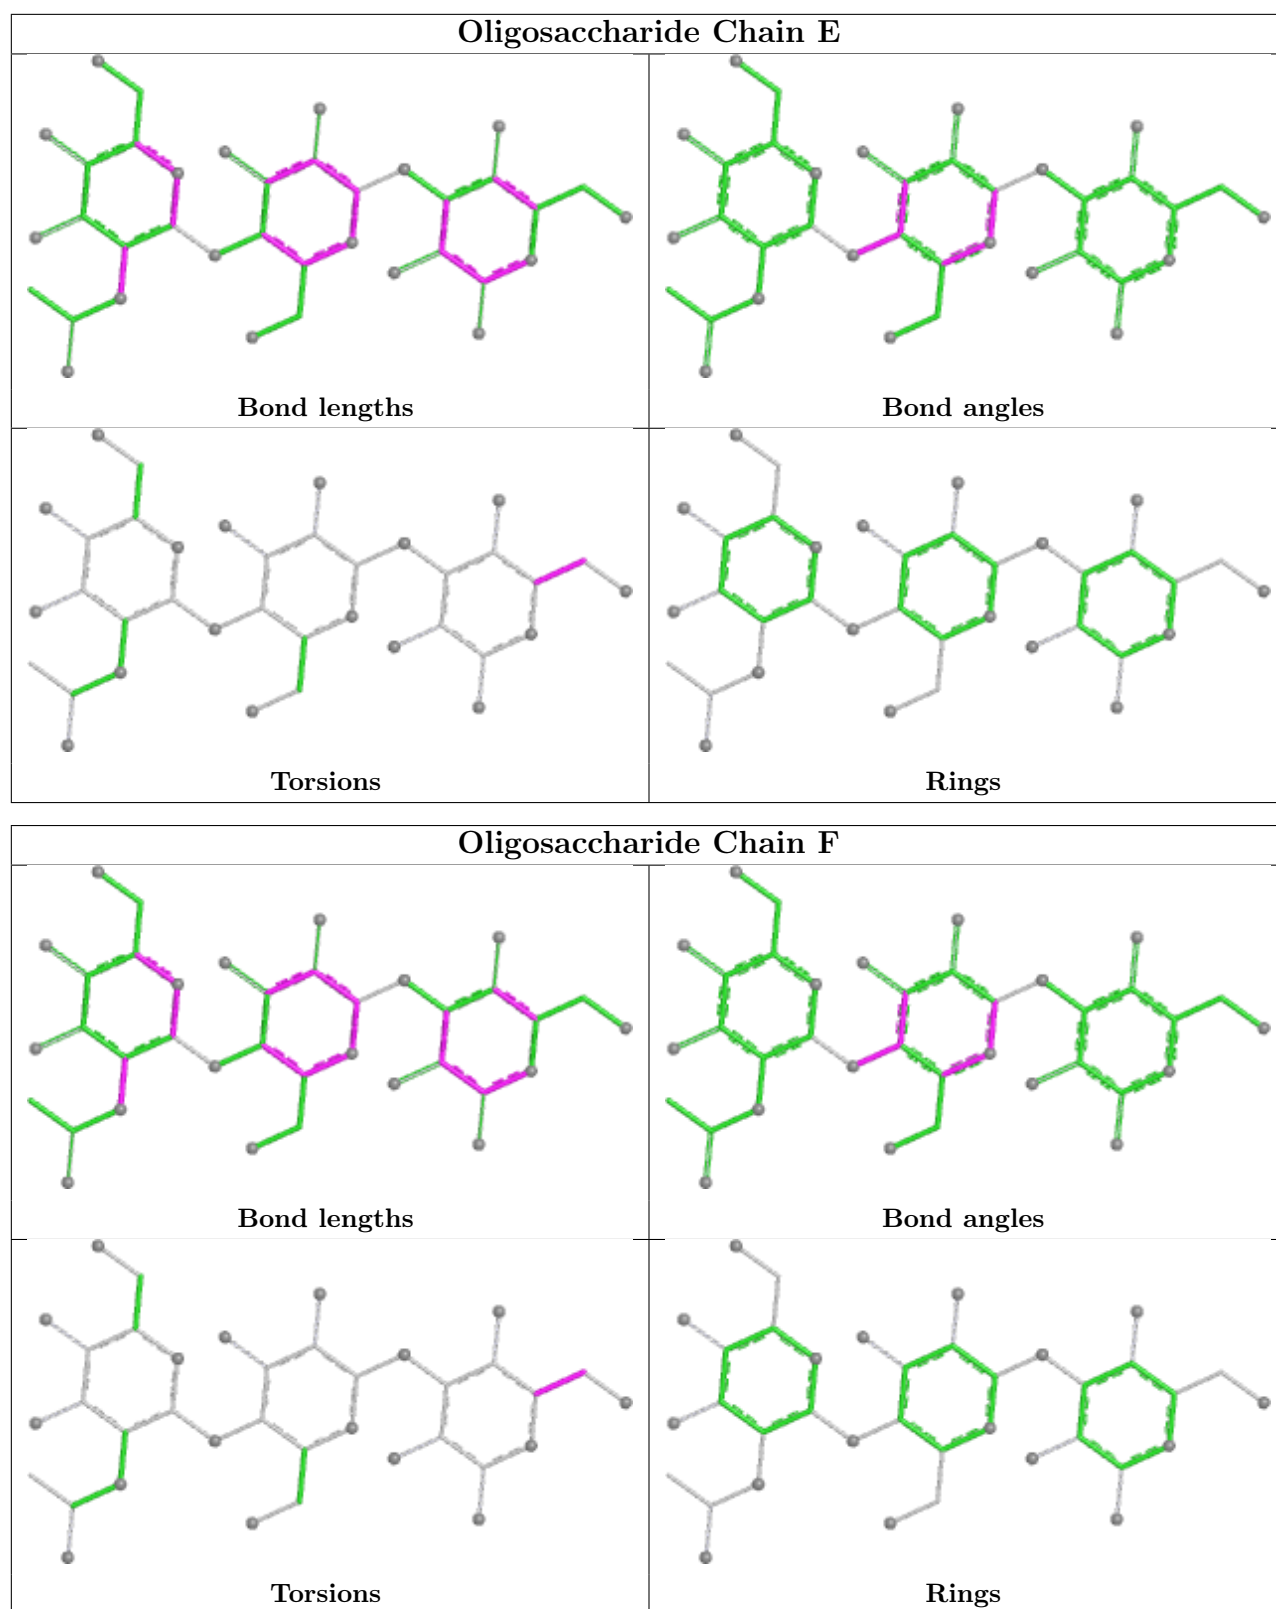 Oligosaccharide Chain E
Bond lengths
Bond angles
Torsions
Rings
Oligosaccharide Chain F
Bond lengths
Bond angles
Torsions
Rings